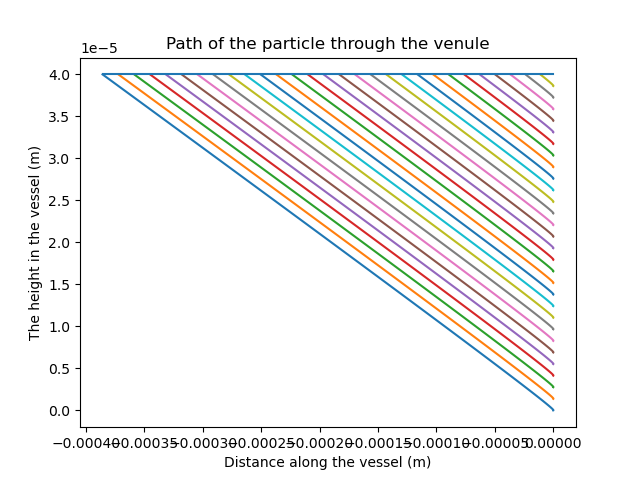 Path of the particle through the venule
1e−5
4.0
3.5
3.0
2.5
2.0
1.5
1.0
0.5
0.0
The height in the vessel (m)
−0.00040 −0.00035 −0.00030 −0.00025 −0.00020 −0.00015 −0.00010 −0.00005 0.00000
Distance along the vessel (m)